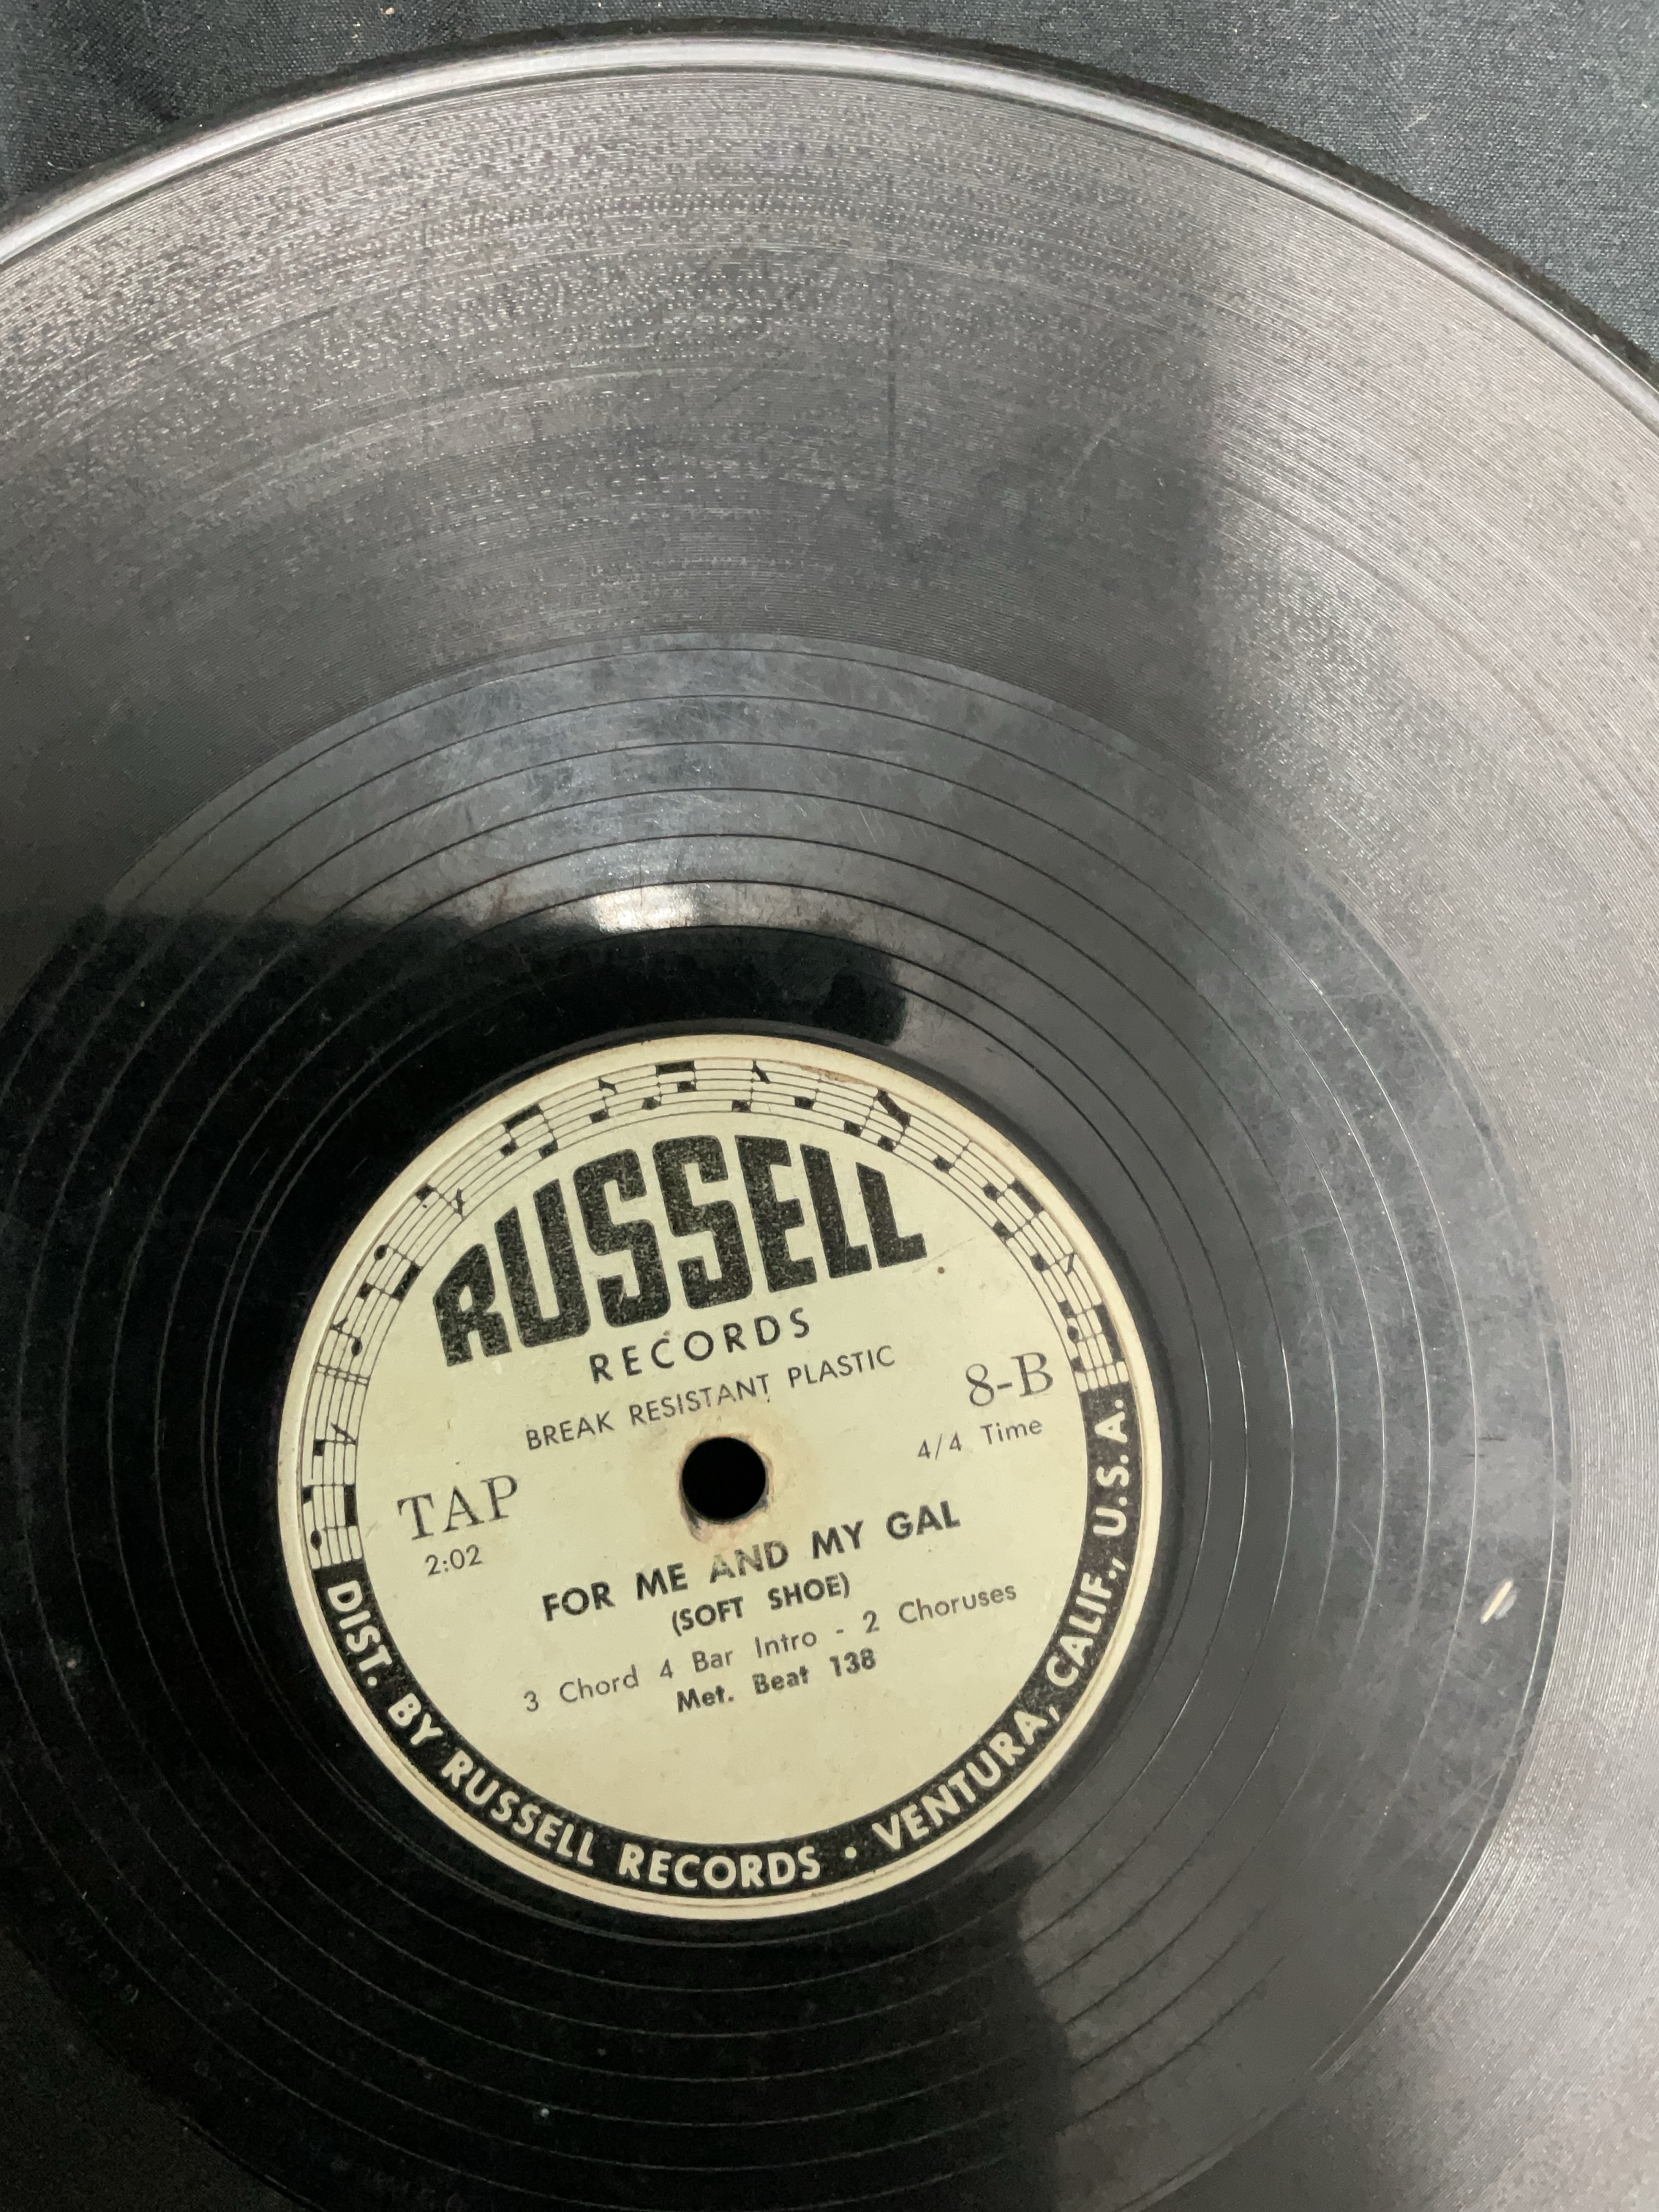 RUSSELL
RECORDS
BREAK RESISTANT PLASTIC
8-B
4/4 Time
TAP
2:02
FOR ME AND MY GAL
(SOFT SHOE)
3 Chord 4 Bar Intro - 2 Choruses
Met. Beat 138
DIST. BY RUSSELL RECORDS • VENTURA, CALIF., U.S.A.